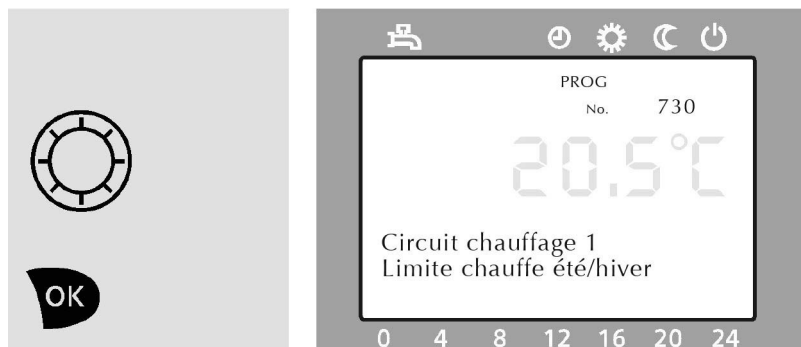 PROG
No. 730
20.5°C
Circuit chauffage 1
Limite chauffe été/hiver
0 4 8 12 16 20 24
OK